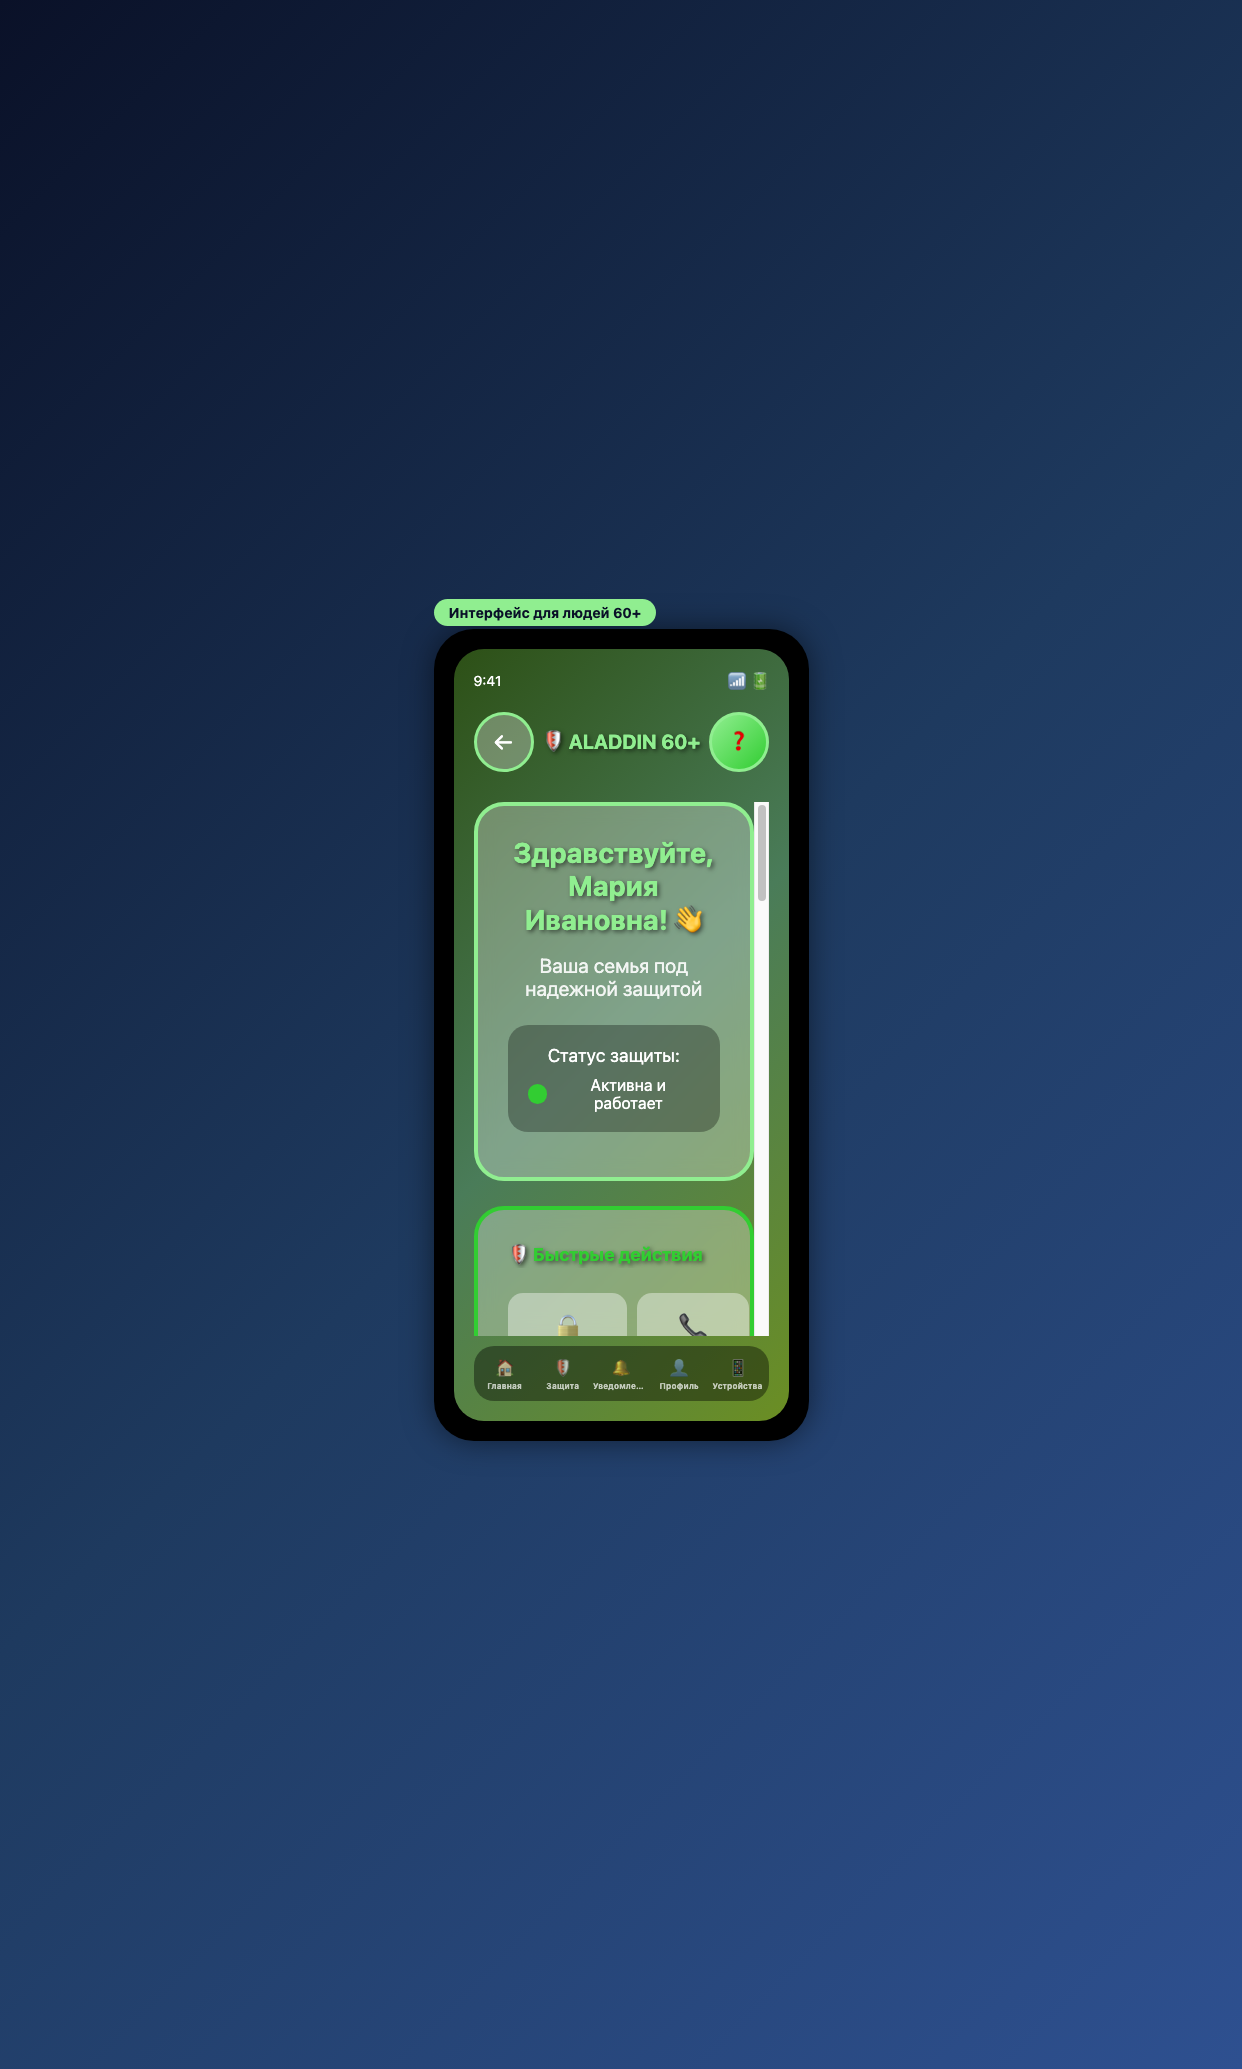 Интерфейс для людей 60+
9:41
ALADDIN 60+
Здравствуйте,
Мария
Ивановна! 👋
Ваша семья под
надежной защитой
Статус защиты:
Активна и
работает
Быстрые действия
Главная
Защита
Уведомле...
Профиль
Устройства